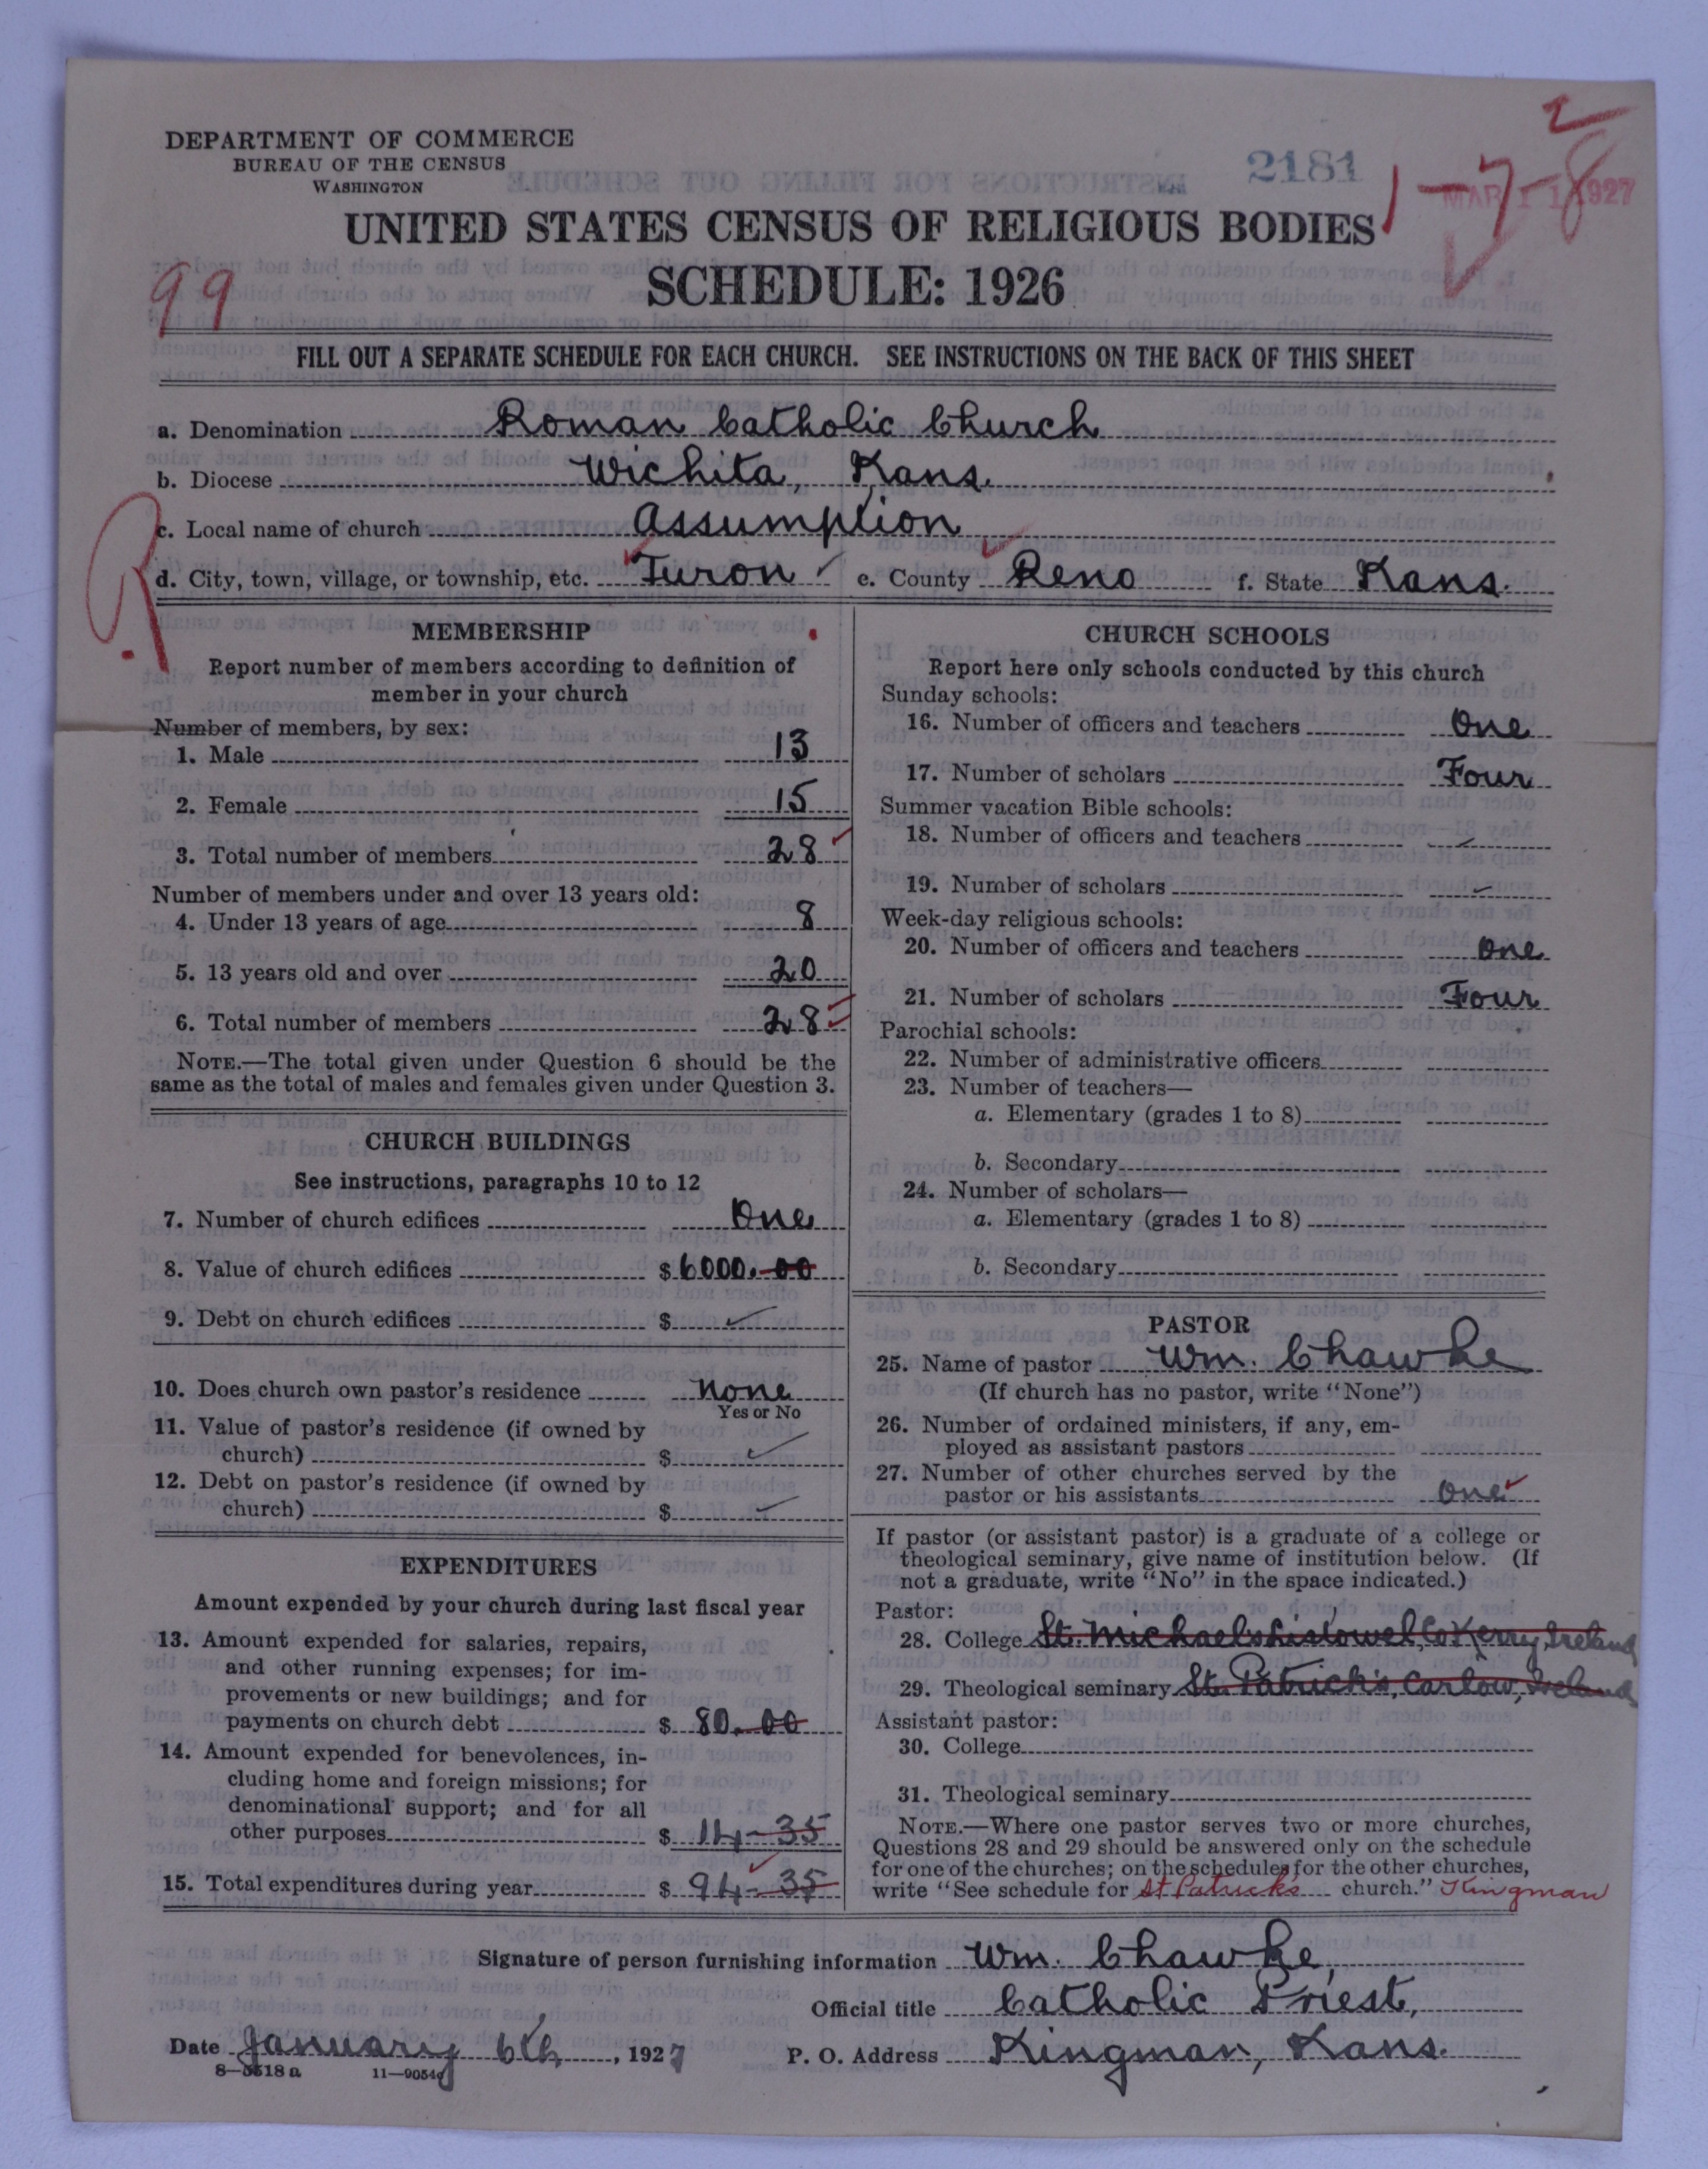 DEPARTMENT OF COMMERCE
BUREAU OF THE CENSUS
WASHINGTON
2181
2
1-7-8
MAR 11 1927
UNITED STATES CENSUS OF RELIGIOUS BODIES
99
SCHEDULE: 1926
FILL OUT A SEPARATE SCHEDULE FOR EACH CHURCH. SEE INSTRUCTIONS ON THE BACK OF THIS SHEET
a. Denomination Roman Catholic Church
b. Diocese Wichita, Kans.
c. Local name of church Assumption
d. City, town, village, or township, etc. Turon e. County Reno f. State Kans.
MEMBERSHIP
Report number of members according to definition of
member in your church
Number of members, by sex:
1. Male 13
2. Female 15
3. Total number of members 28
Number of members under and over 13 years old:
4. Under 13 years of age 8
5. 13 years old and over 20
6. Total number of members 28
NOTE.—The total given under Question 6 should be the
same as the total of males and females given under Question 3.
CHURCH BUILDINGS
See instructions, paragraphs 10 to 12
7. Number of church edifices One
8. Value of church edifices $ 6000.00
9. Debt on church edifices $
10. Does church own pastor's residence none
Yes or No
11. Value of pastor's residence (if owned by
church) $
12. Debt on pastor's residence (if owned by
church) $
EXPENDITURES
Amount expended by your church during last fiscal year
13. Amount expended for salaries, repairs,
and other running expenses; for im-
provements or new buildings; and for
payments on church debt $ 80.00
14. Amount expended for benevolences, in-
cluding home and foreign missions; for
denominational support; and for all
other purposes $ 14-35
15. Total expenditures during year $ 94-35
CHURCH SCHOOLS
Report here only schools conducted by this church
Sunday schools:
16. Number of officers and teachers One
17. Number of scholars Four
Summer vacation Bible schools:
18. Number of officers and teachers
19. Number of scholars
Week-day religious schools:
20. Number of officers and teachers One
21. Number of scholars Four
Parochial schools:
22. Number of administrative officers
23. Number of teachers—
a. Elementary (grades 1 to 8)
b. Secondary
24. Number of scholars—
a. Elementary (grades 1 to 8)
b. Secondary
PASTOR
25. Name of pastor Wm. Chawke
(If church has no pastor, write "None")
26. Number of ordained ministers, if any, em-
ployed as assistant pastors
27. Number of other churches served by the
pastor or his assistants One
If pastor (or assistant pastor) is a graduate of a college or
theological seminary, give name of institution below. (If
not a graduate, write "No" in the space indicated.)
Pastor:
28. College St. Michaels Listowel, Co Kerry, Ireland
29. Theological seminary St. Patrick's, Carlow, Ireland
Assistant pastor:
30. College
31. Theological seminary
NOTE.—Where one pastor serves two or more churches,
Questions 28 and 29 should be answered only on the schedule
for one of the churches; on the schedules for the other churches,
write "See schedule for St Patrick's church." Kingman
Signature of person furnishing information Wm. Chawke,
Official title Catholic Priest,
Date January 6th, 1927 P. O. Address Kingman, Kans.
8—5518 a 11—9054